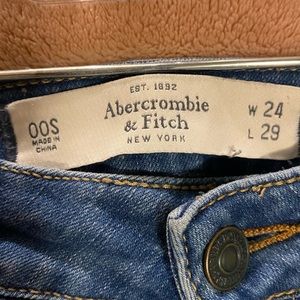 EST. 1892
Abercrombie
& Fitch
NEW YORK
00S
MADE IN
CHINA
W 24
L 29